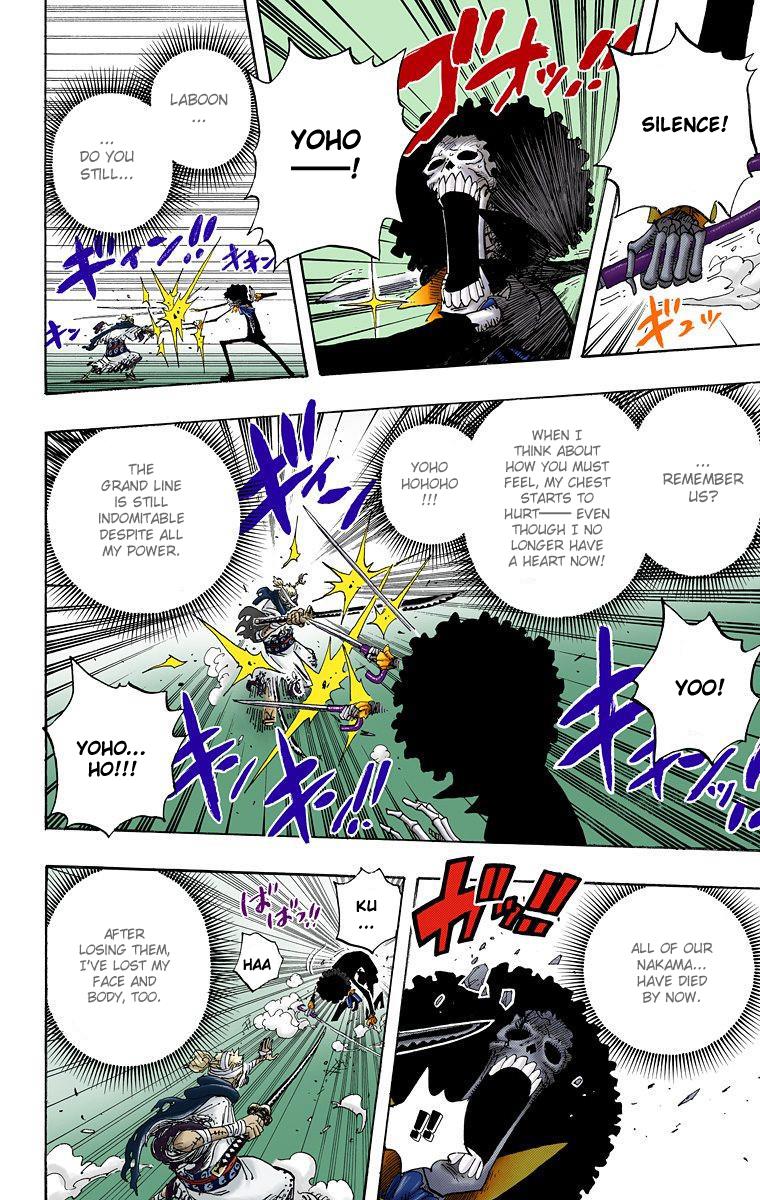 SILENCE!
ギュッ
ゴオッ!!
YOHO
——!
LABOON
...
...
DO YOU
STILL...
キキン
ギィン!!
キン
...
REMEMBER
US?
WHEN I
THINK ABOUT
HOW YOU MUST
FEEL, MY CHEST
STARTS TO
HURT—— EVEN
THOUGH I NO
LONGER HAVE
A HEART NOW!
YOHO
HOHOHO
!!!
YOO!
キャンッ!!
ギィン
THE
GRAND LINE
IS STILL
INDOMITABLE
DESPITE ALL
MY POWER.
キン
キン!!
YOHO...
HO!!!
ALL OF OUR
NAKAMA...
HAVE DIED
BY NOW.
ガッ!!
!!
KU
...
HAA
ばばっ!!
AFTER
LOSING THEM,
I'VE LOST MY
FACE AND
BODY, TOO.